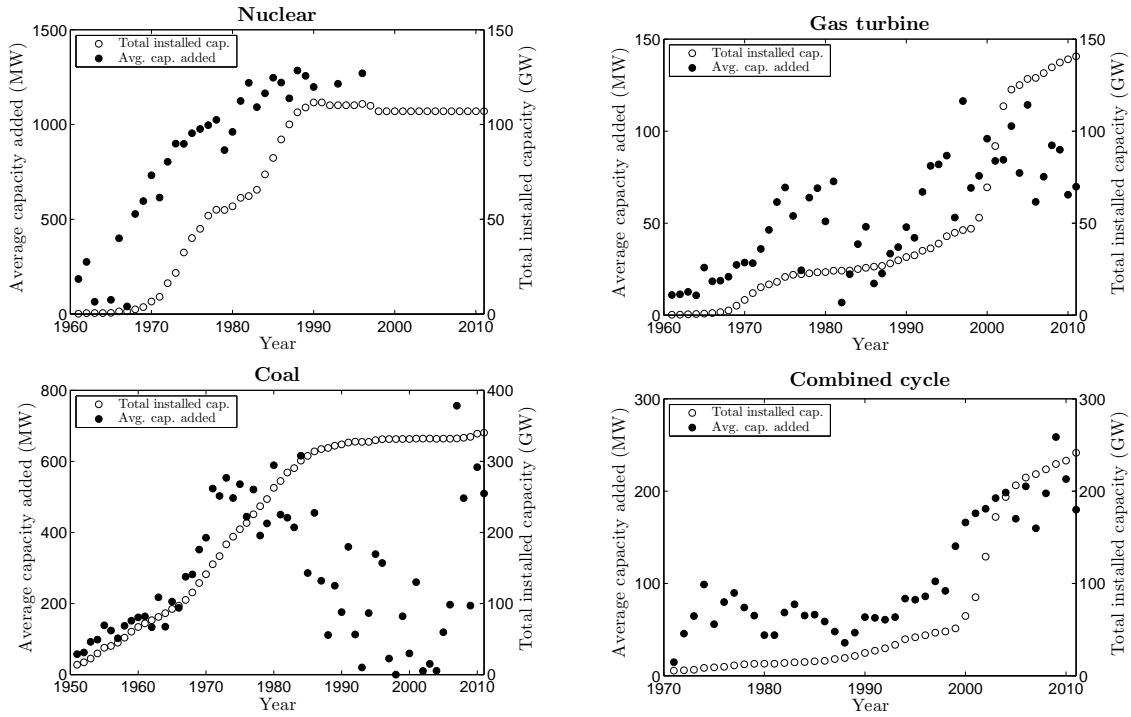 Nuclear
1500
1000
500
0
150
100
50
0
1960 1970 1980 1990 2000 2010
Year
Average capacity added (MW)
Total installed capacity (GW)
Total installed cap.
Avg. cap. added
Gas turbine
150
100
50
0
150
100
50
0
1960 1970 1980 1990 2000 2010
Year
Average capacity added (MW)
Total installed capacity (GW)
Total installed cap.
Avg. cap. added
Coal
800
600
400
200
0
400
300
200
100
0
1950 1960 1970 1980 1990 2000 2010
Year
Average capacity added (MW)
Total installed capacity (GW)
Total installed cap.
Avg. cap. added
Combined cycle
300
200
100
0
300
200
100
0
1970 1980 1990 2000 2010
Year
Average capacity added (MW)
Total installed capacity (GW)
Total installed cap.
Avg. cap. added